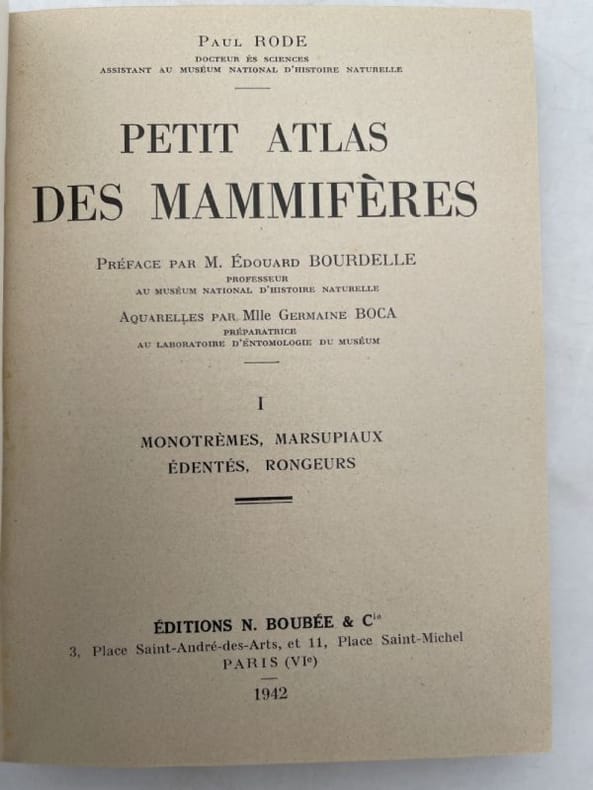 Paul RODE
DOCTEUR ÈS SCIENCES
ASSISTANT AU MUSÉUM NATIONAL D'HISTOIRE NATURELLE
PETIT ATLAS
DES MAMMIFÈRES
Préface par M. Édouard BOURDELLE
PROFESSEUR
AU MUSÉUM NATIONAL D'HISTOIRE NATURELLE
Aquarelles par Mlle Germaine BOCA
PRÉPARATRICE
AU LABORATOIRE D'ÉNTOMOLOGIE DU MUSÉUM
I
MONOTRÈMES, MARSUPIAUX
ÉDENTÉS, RONGEURS
ÉDITIONS N. BOUBÉE & Cie
3, Place Saint-André-des-Arts, et 11, Place Saint-Michel
PARIS (VIe)
1942